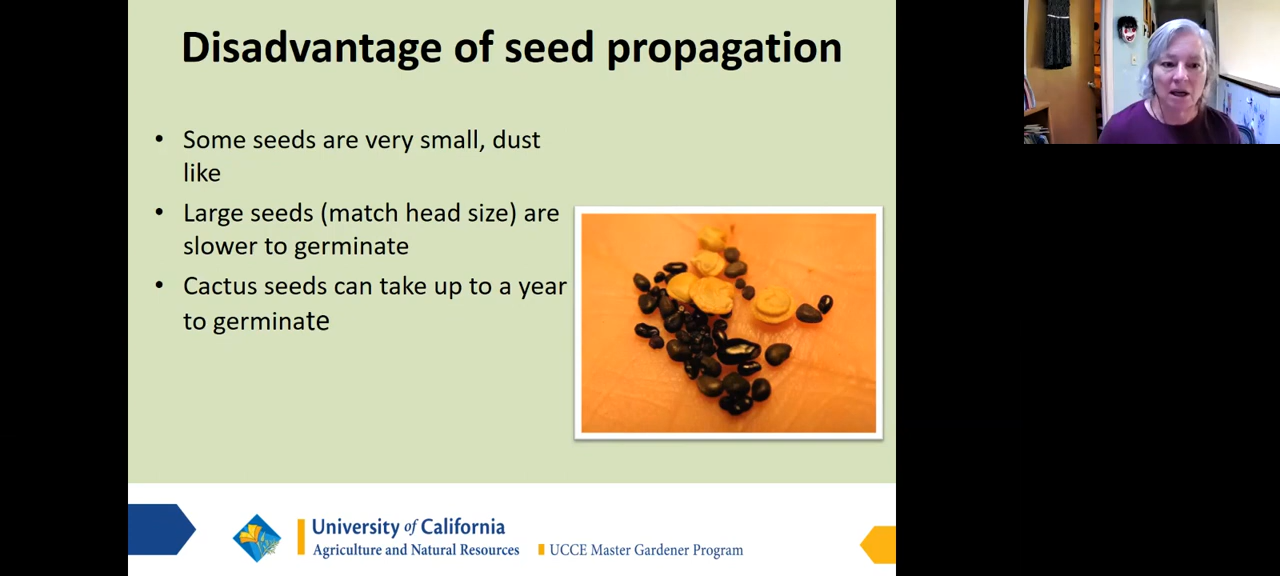 Disadvantage of seed propagation
• Some seeds are very small, dust
like
• Large seeds (match head size) are
slower to germinate
• Cactus seeds can take up to a year
to germinate
University of California
Agriculture and Natural Resources
UCCE Master Gardener Program